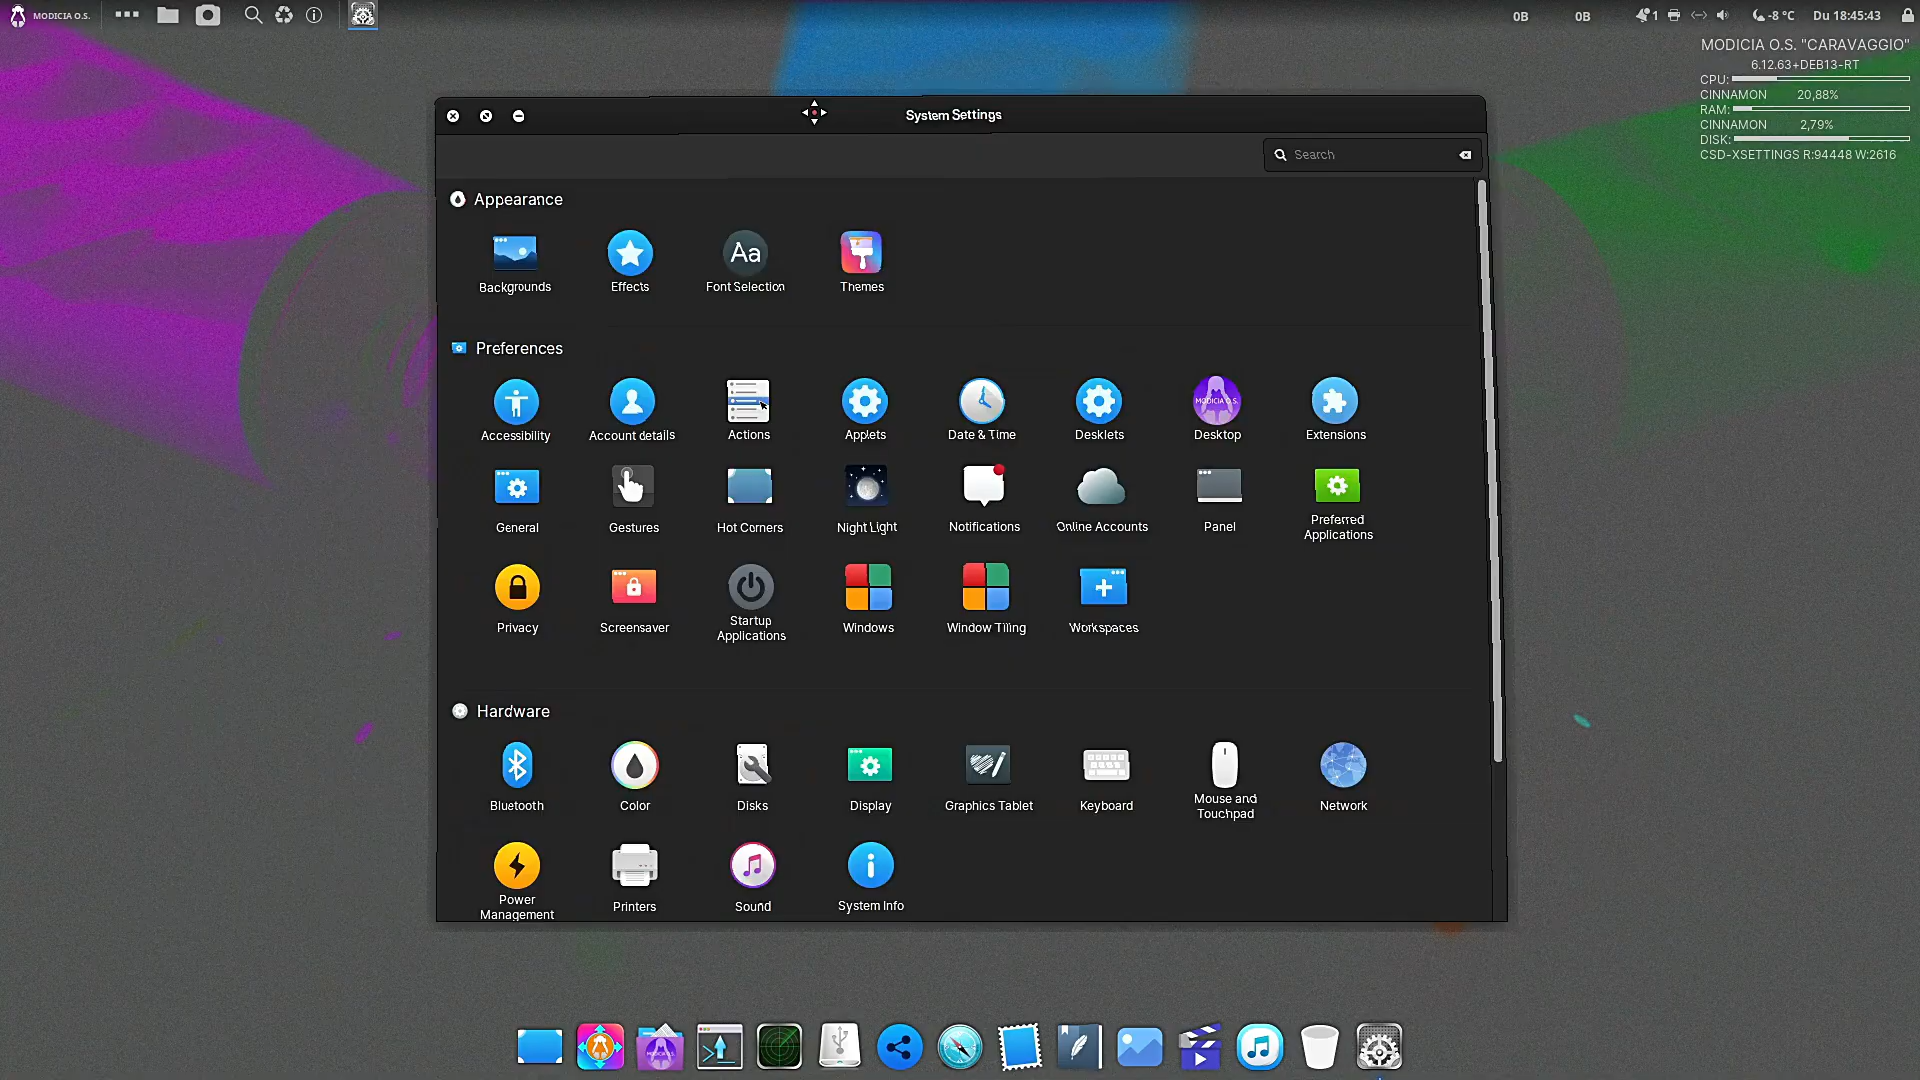 MODICIA O.S.
0B
0B
1
-8 °C
Du 18:45:43
MODICIA O.S. "CARAVAGGIO"
6.12.63+DEB13-RT
CPU:
CINNAMON 20,88%
RAM:
CINNAMON 2,79%
DISK:
CSD-XSETTINGS R:94448 W:2616
System Settings
Search
Appearance
Aa
Backgrounds
Effects
Font Selection
Themes
Preferences
MODICIA O.S.
Accessibility
Account details
Actions
Applets
Date & Time
Desklets
Desktop
Extensions
General
Gestures
Hot Corners
Night Light
Notifications
Online Accounts
Panel
Preferred
Applications
Privacy
Screensaver
Startup
Applications
Windows
Window Tiling
Workspaces
Hardware
Bluetooth
Color
Disks
Display
Graphics Tablet
Keyboard
Mouse and
Touchpad
Network
Power
Management
Printers
Sound
System Info
MODICIA O.S.